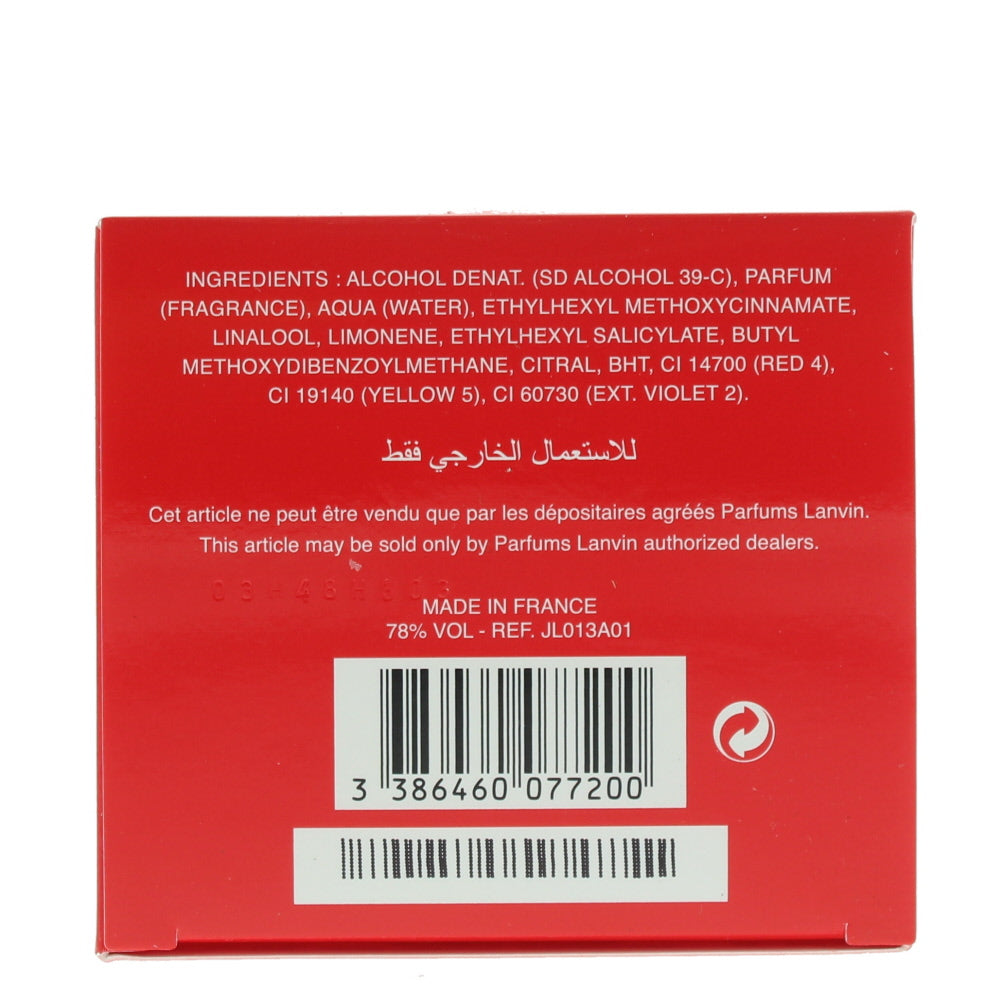 INGREDIENTS : ALCOHOL DENAT. (SD ALCOHOL 39-C), PARFUM
(FRAGRANCE), AQUA (WATER), ETHYLHEXYL METHOXYCINNAMATE,
LINALOOL, LIMONENE, ETHYLHEXYL SALICYLATE, BUTYL
METHOXYDIBENZOYLMETHANE, CITRAL, BHT, CI 14700 (RED 4),
CI 19140 (YELLOW 5), CI 60730 (EXT. VIOLET 2).
للاستعمال الخارجي فقط
Cet article ne peut être vendu que par les dépositaires agréés Parfums Lanvin.
This article may be sold only by Parfums Lanvin authorized dealers.
MADE IN FRANCE
78% VOL - REF. JL013A01
3 386460 077200